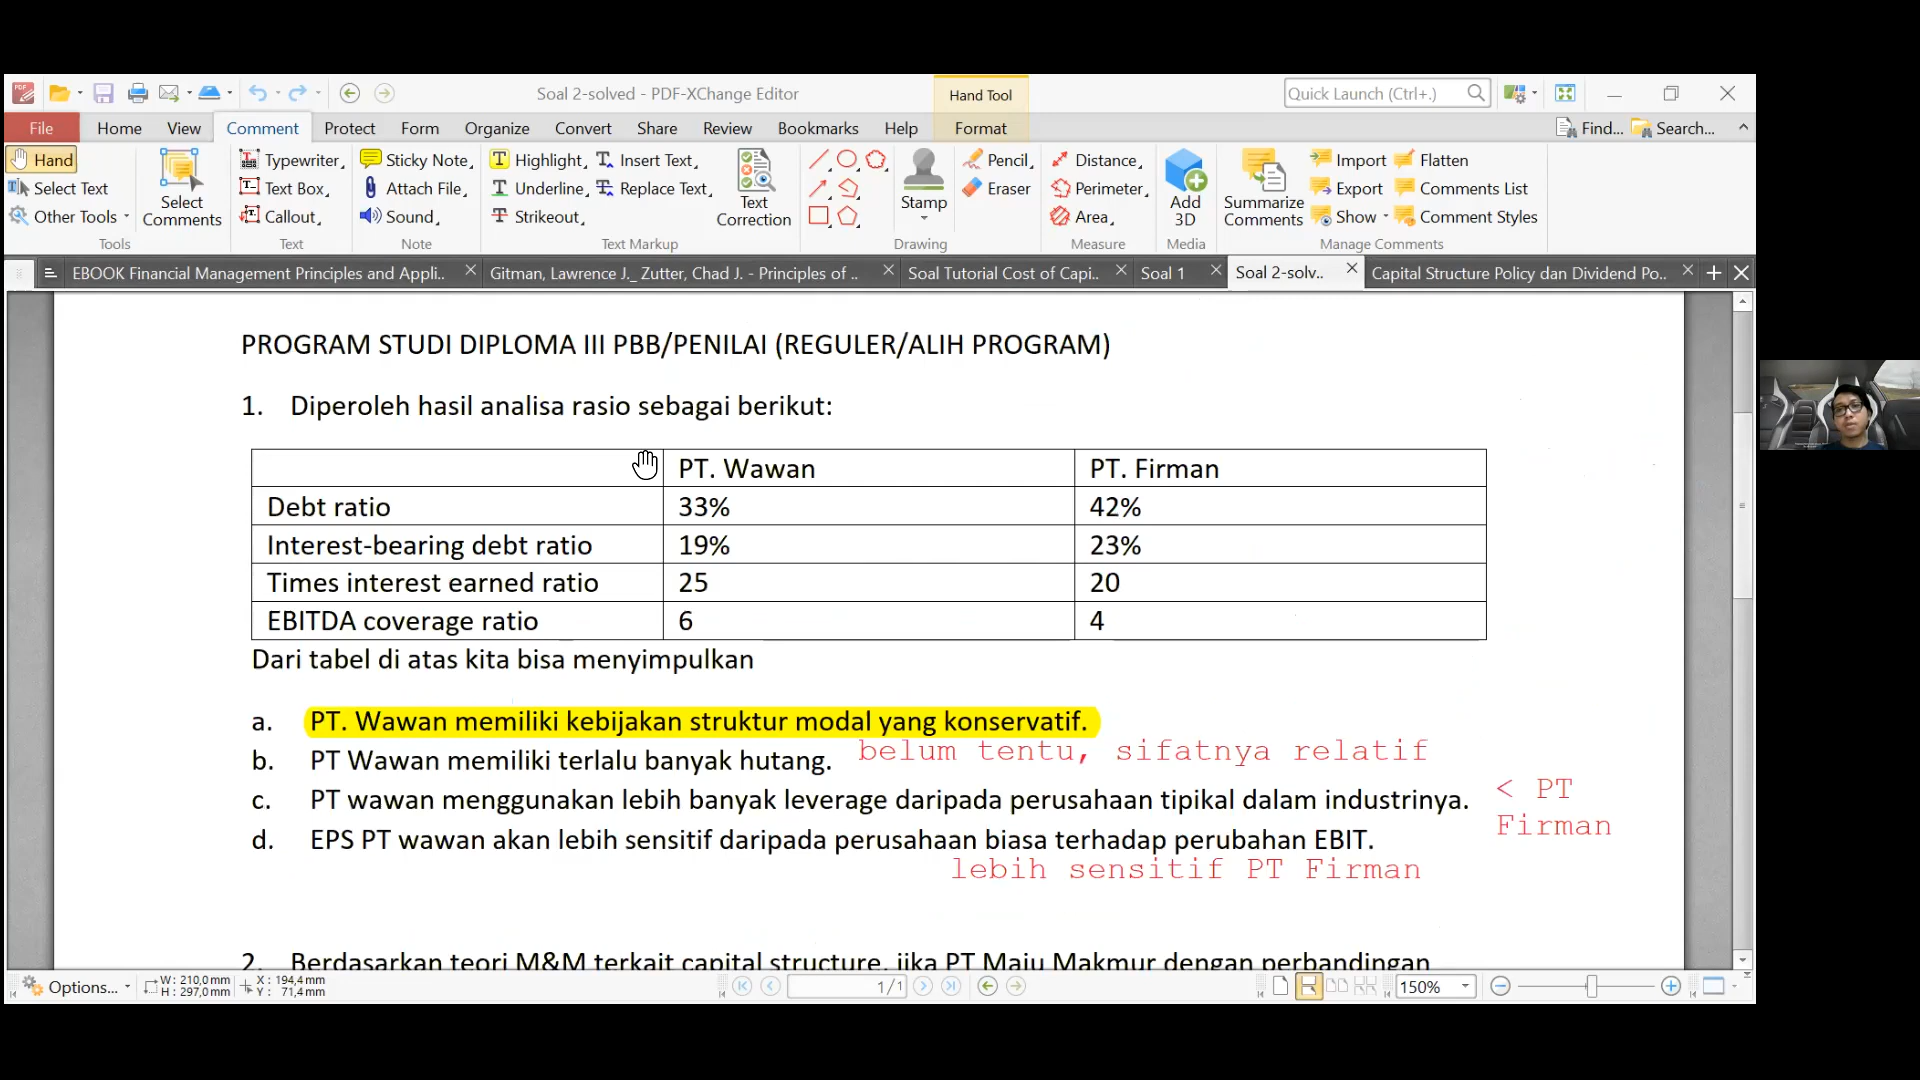 Soal 2-solved - PDF-XChange Editor
Hand Tool
Quick Launch (Ctrl+.)
File Home View Comment Protect Form Organize Convert Share Review Bookmarks Help Format
Find... Search...
Hand
Select Text
Other Tools
Tools
Select Comments
Typewriter
Text Box
Callout
Text
Sticky Note
Attach File
Sound
Note
Highlight
Underline
Strikeout
Insert Text
Replace Text
Text Correction
Text Markup
Stamp
Pencil
Eraser
Drawing
Distance
Perimeter
Area
Measure
Add 3D
Media
Summarize Comments
Import
Export
Show
Flatten
Comments List
Comment Styles
Manage Comments
EBOOK Financial Management Principles and Appli..
Gitman, Lawrence J._ Zutter, Chad J. - Principles of ..
Soal Tutorial Cost of Capi..
Soal 1
Soal 2-solv..
Capital Structure Policy dan Dividend Po..
PROGRAM STUDI DIPLOMA III PBB/PENILAI (REGULER/ALIH PROGRAM)
1. Diperoleh hasil analisa rasio sebagai berikut:
PT. Wawan PT. Firman
Debt ratio 33% 42%
Interest-bearing debt ratio 19% 23%
Times interest earned ratio 25 20
EBITDA coverage ratio 6 4
Dari tabel di atas kita bisa menyimpulkan
a. PT. Wawan memiliki kebijakan struktur modal yang konservatif.
b. PT Wawan memiliki terlalu banyak hutang. belum tentu, sifatnya relatif
c. PT wawan menggunakan lebih banyak leverage daripada perusahaan tipikal dalam industrinya.
< PT
Firman
d. EPS PT wawan akan lebih sensitif daripada perusahaan biasa terhadap perubahan EBIT.
lebih sensitif PT Firman
2. Berdasarkan teori M&M terkait capital structure, jika PT Maju Makmur dengan perbandingan
Options...
W: 210,0mm
H: 297,0mm
X: 194,4mm
Y: 71,4mm
1/1
150%